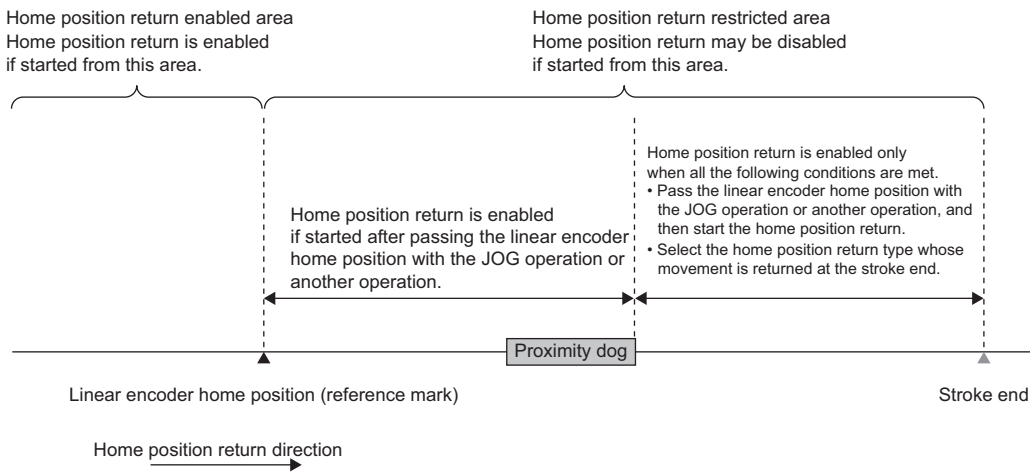 Home position return enabled area
Home position return is enabled
if started from this area.
Home position return restricted area
Home position return may be disabled
if started from this area.
Home position return is enabled
if started after passing the linear encoder
home position with the JOG operation or
another operation.
Home position return is enabled only
when all the following conditions are met.
• Pass the linear encoder home position with
the JOG operation or another operation, and
then start the home position return.
• Select the home position return type whose
movement is returned at the stroke end.
Proximity dog
Linear encoder home position (reference mark)
Stroke end
Home position return direction